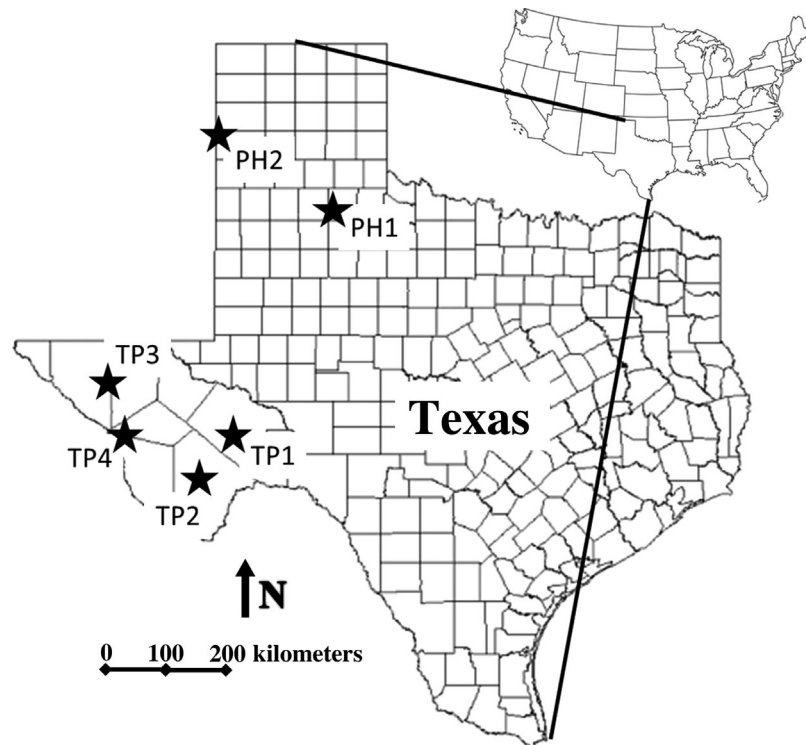 PH2
PH1
TP3
Texas
TP4
TP1
TP2
N
0 100 200 kilometers